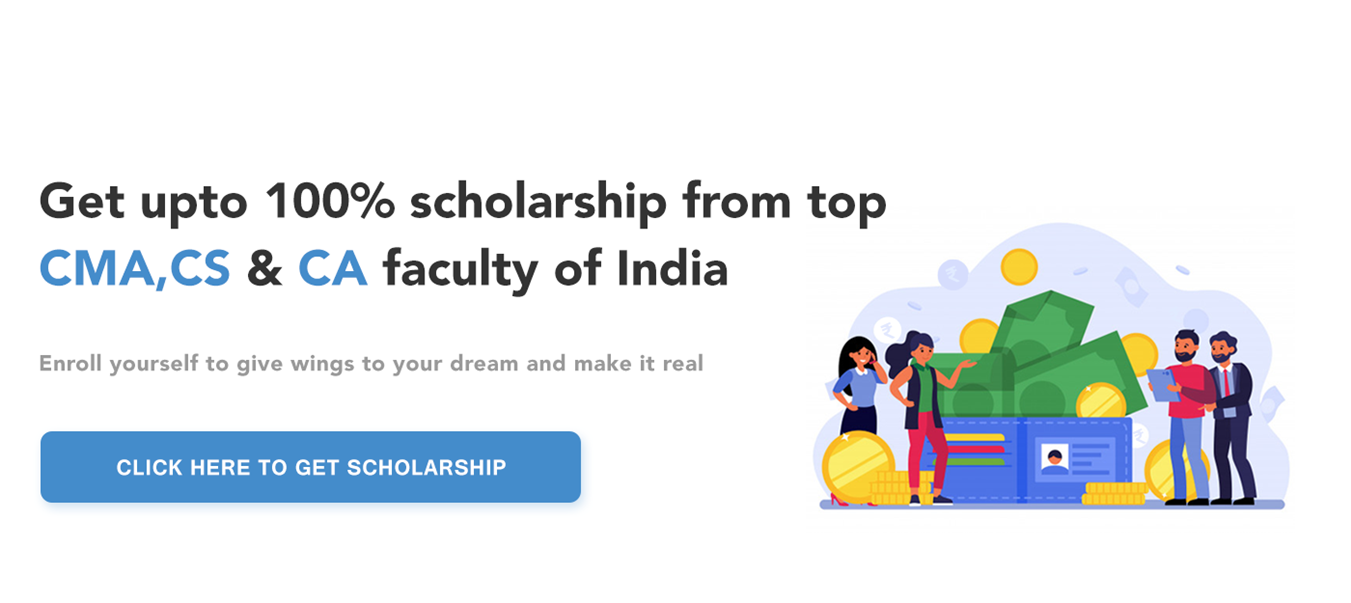 Get upto 100% scholarship from top
CMA,CS & CA faculty of India
Enroll yourself to give wings to your dream and make it real
CLICK HERE TO GET SCHOLARSHIP